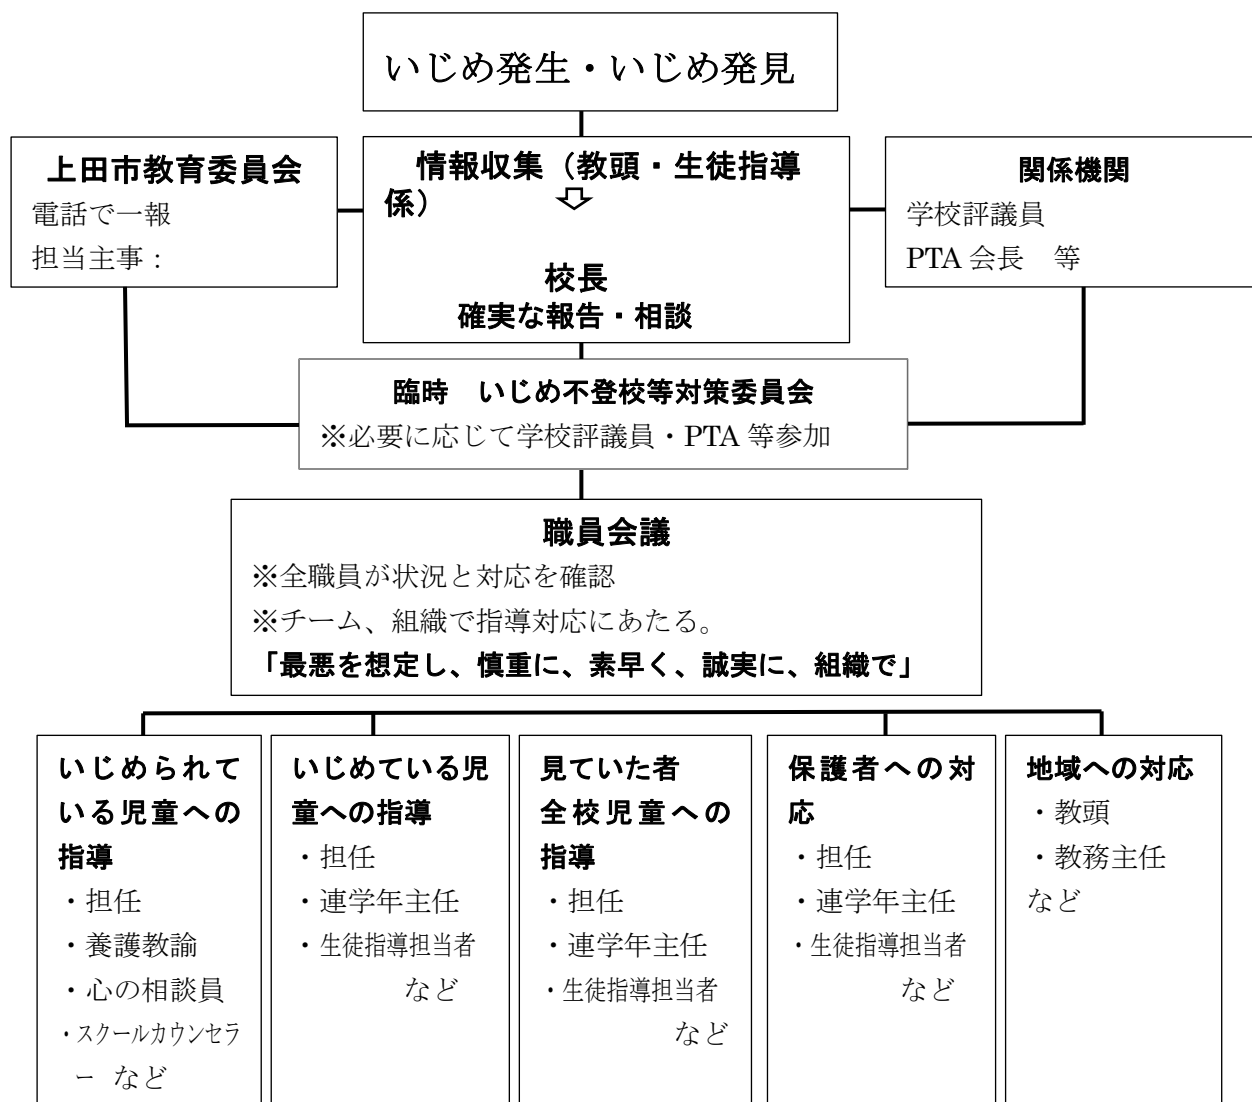 いじめ発生・いじめ発見
上田市教育委員会
電話で一報
担当主事：
情報収集（教頭・生徒指導
係）
校長
確実な報告・相談
関係機関
学校評議員
PTA 会長　等
臨時　いじめ不登校等対策委員会
※必要に応じて学校評議員・PTA 等参加
職員会議
※全職員が状況と対応を確認
※チーム、組織で指導対応にあたる。
「最悪を想定し、慎重に、素早く、誠実に、組織で」
いじめられて
いる児童への
指導
・担任
・養護教諭
・心の相談員
・スクールカウンセラ
ー など
いじめている児
童への指導
・担任
・連学年主任
・生徒指導担当者
など
見ていた者
全校児童への
指導
・担任
・連学年主任
・生徒指導担当者
など
保護者への対
応
・担任
・連学年主任
・生徒指導担当者
など
地域への対応
・教頭
・教務主任
など